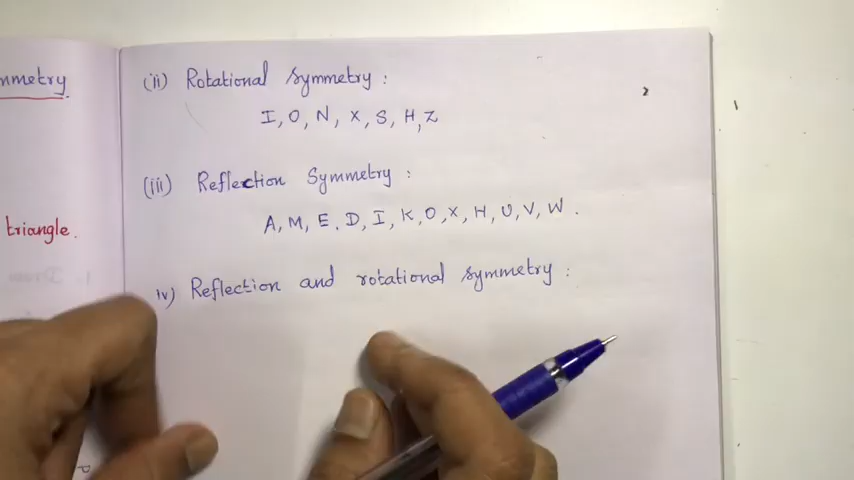 mmetry
triangle.
(ii) Rotational symmetry :
I, O, N, X, S, H, Z
(iii) Reflection Symmetry :
A, M, E, D, I, K, O, X, H, U, V, W.
iv) Reflection and rotational symmetry :